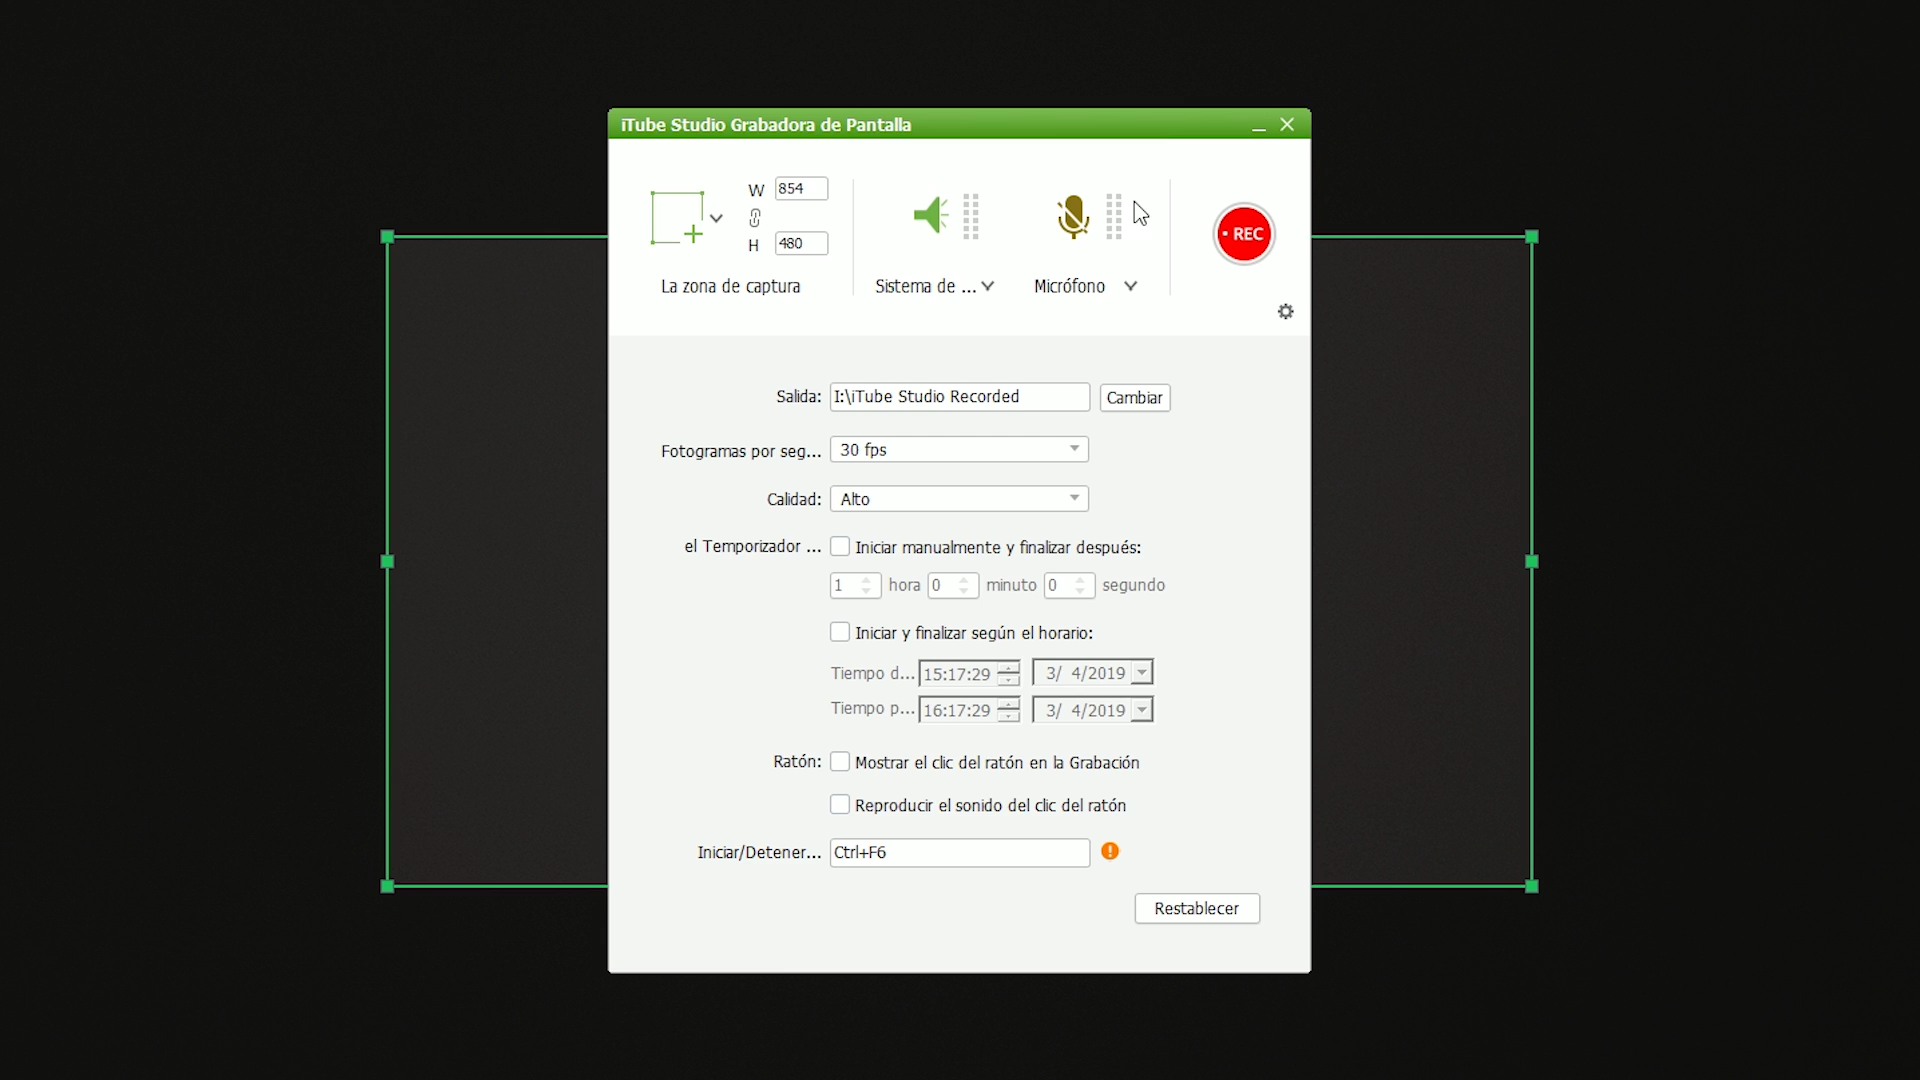 iTube Studio Grabadora de Pantalla
W 854
H 480
REC
La zona de captura
Sistema de ...
Micrófono
Salida: I:\iTube Studio Recorded Cambiar
Fotogramas por seg... 30 fps
Calidad: Alto
el Temporizador ... Iniciar manualmente y finalizar después:
1 hora 0 minuto 0 segundo
Iniciar y finalizar según el horario:
Tiempo d... 15:17:29 3/ 4/2019
Tiempo p... 16:17:29 3/ 4/2019
Ratón: Mostrar el clic del ratón en la Grabación
Reproducir el sonido del clic del ratón
Iniciar/Detener... Ctrl+F6
Restablecer